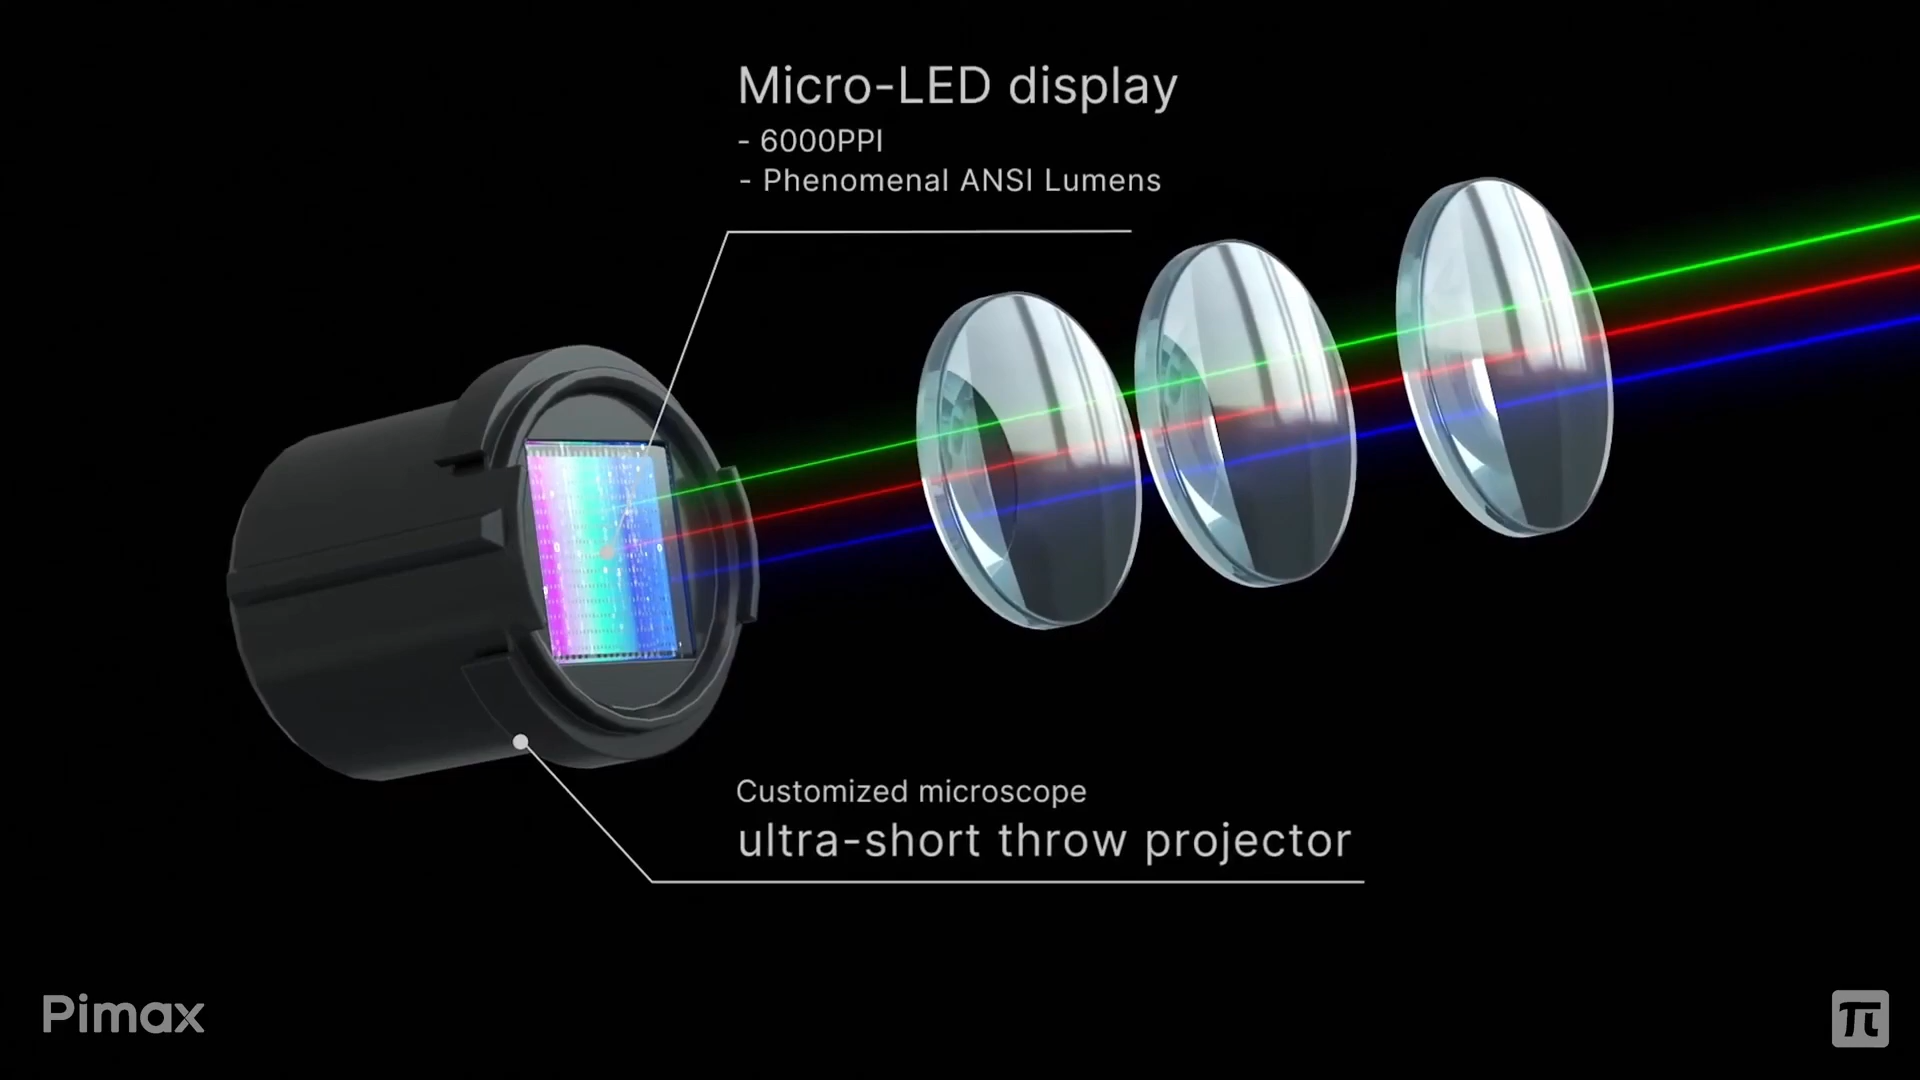 Micro-LED display
- 6000PPI
- Phenomenal ANSI Lumens
Customized microscope
ultra-short throw projector
Pimax
π